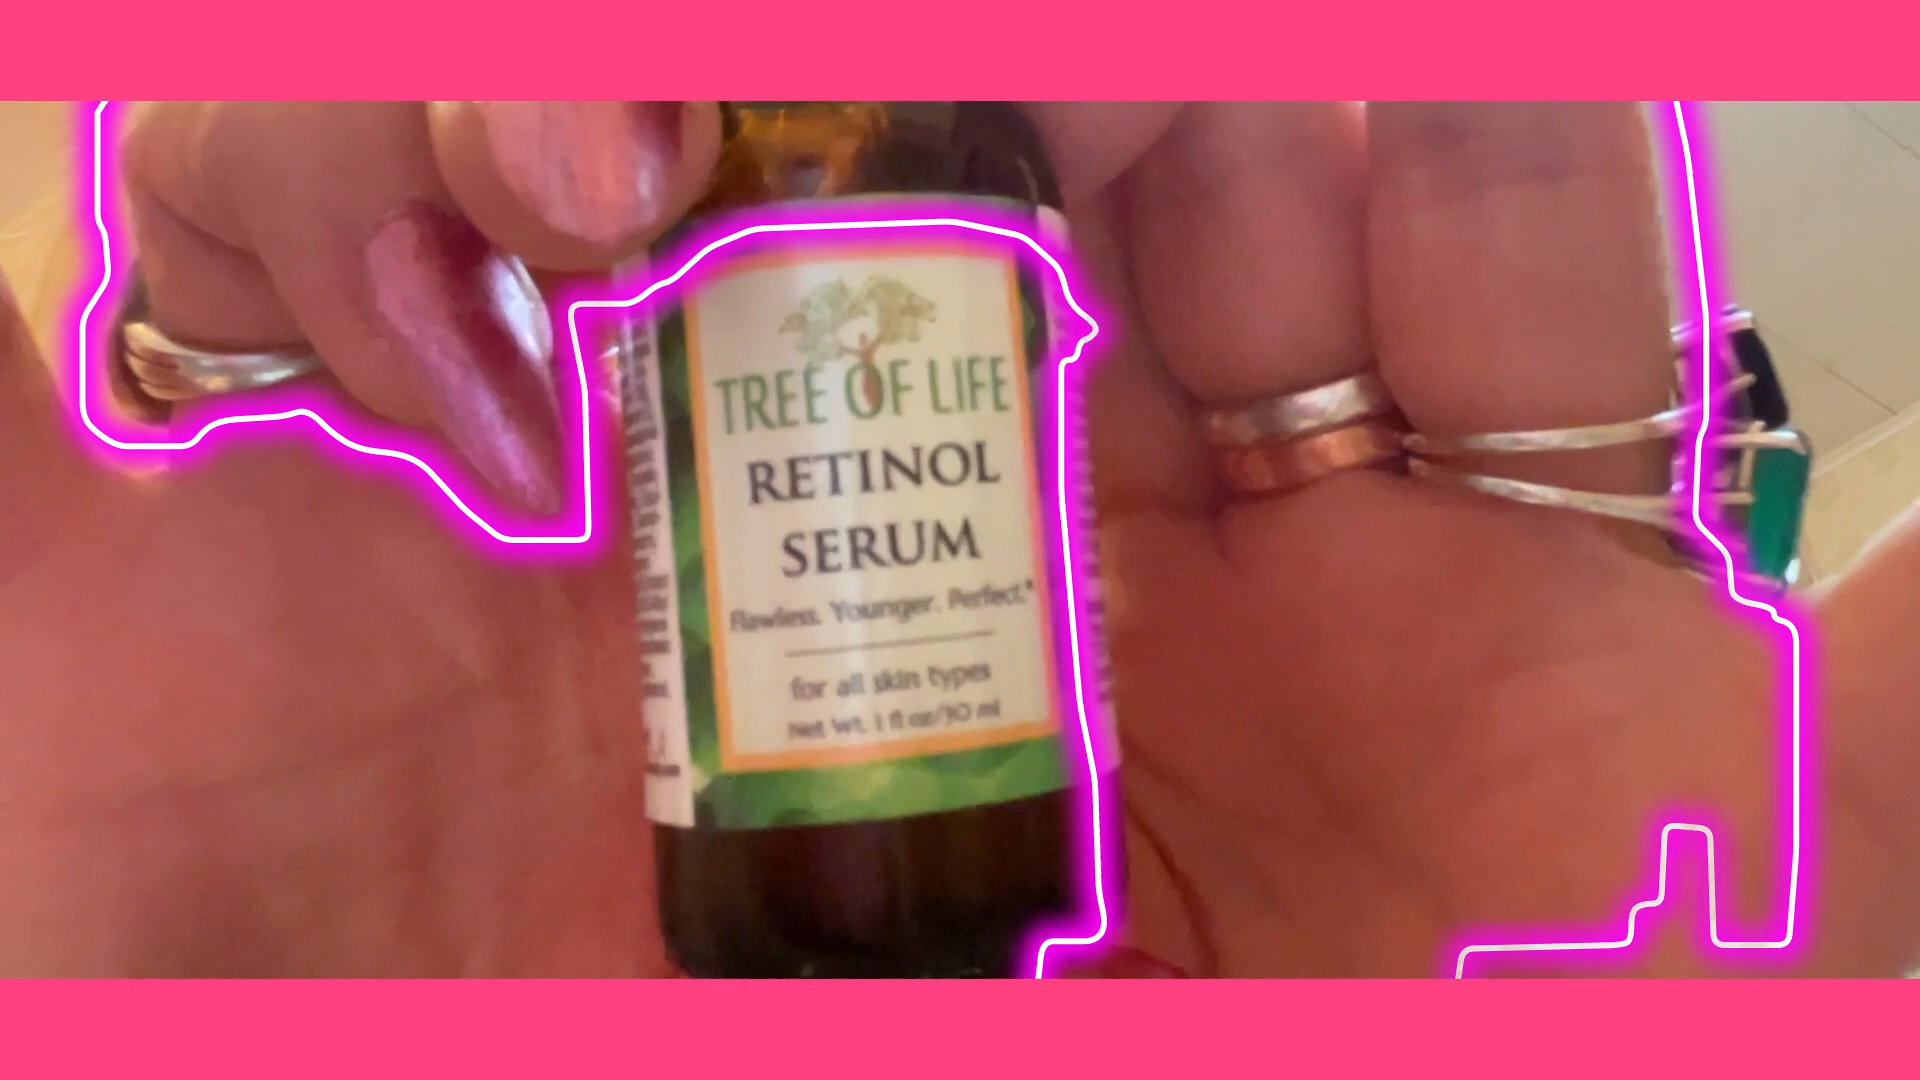 TREE OF LIFE
RETINOL
SERUM
Flawless. Younger. Perfect.*
for all skin types
Net Wt. 1 fl oz/30 ml